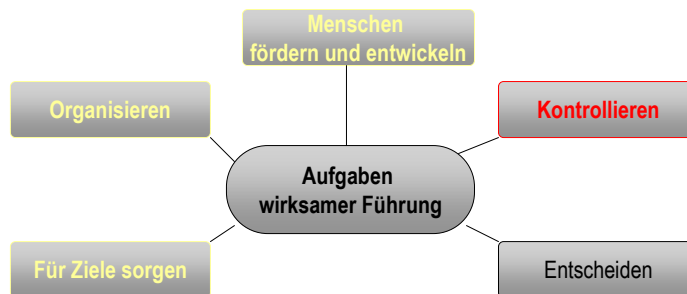 Menschen
fördern und entwickeln
Organisieren
Kontrollieren
Aufgaben
wirksamer Führung
Für Ziele sorgen
Entscheiden